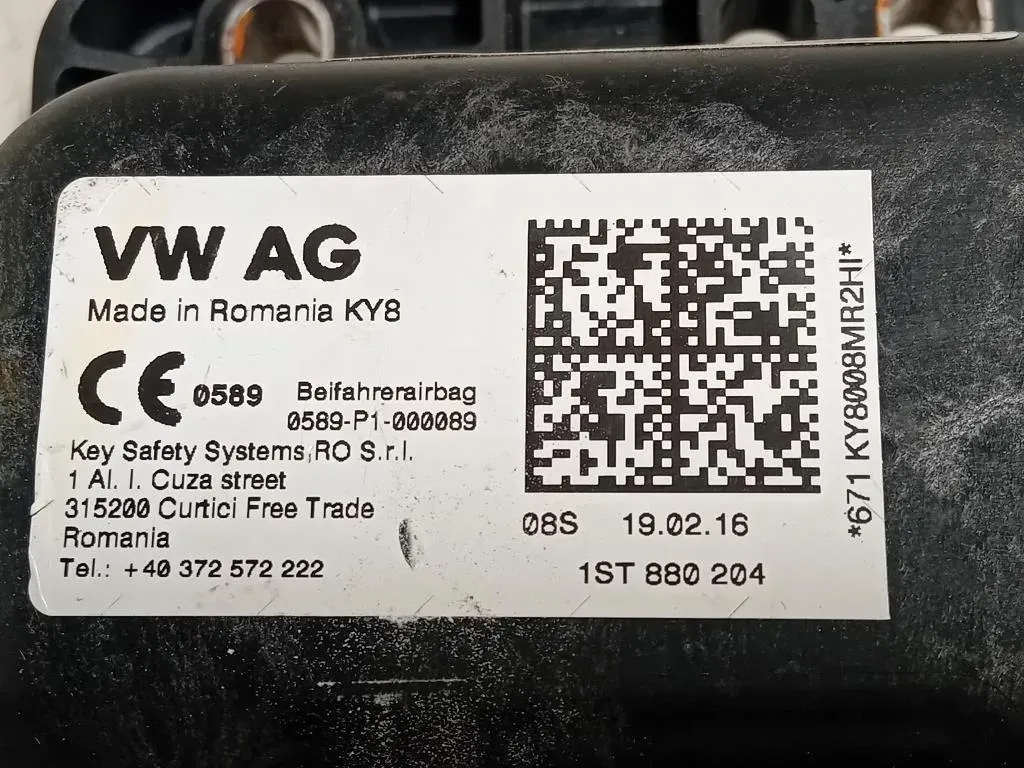 VW AG
Made in Romania KY8
CE 0589 Beifahrerairbag
0589-P1-000089
Key Safety Systems RO S.r.l.
1 Al. I. Cuza street
315200 Curtici Free Trade
Romania
Tel.: +40 372 572 222
08S 19.02.16
1ST 880 204
*671 KY8008MR2HI*